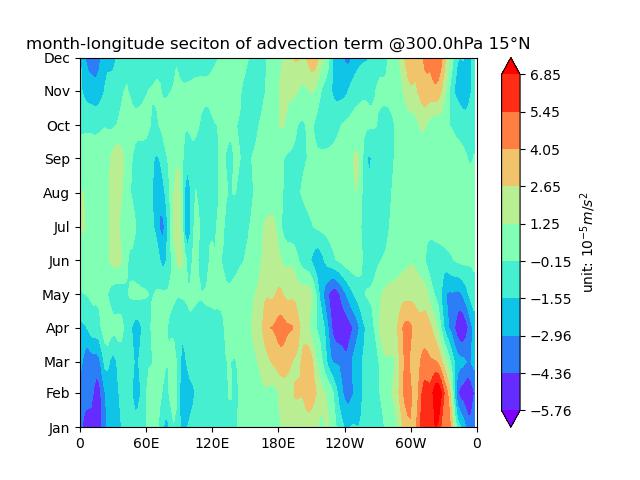 month-longitude seciton of advection term @300.0hPa 15°N
Dec
Nov
Oct
Sep
Aug
Jul
Jun
May
Apr
Mar
Feb
Jan
0 60E 120E 180E 120W 60W 0
6.85
5.45
4.05
2.65
1.25
−0.15
−1.55
−2.96
−4.36
−5.76
unit: 10⁻⁵m/s²